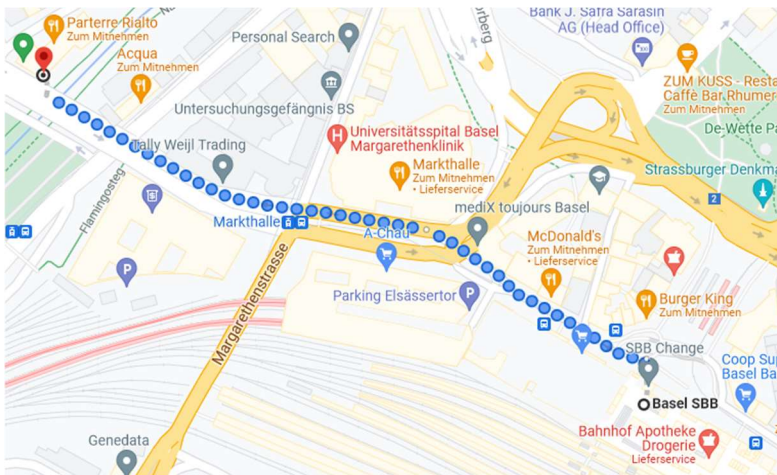 Parterre Rialto
Zum Mitnehmen
Acqua
Zum Mitnehmen
Personal Search
Bank J. Safra Sarasin
AG (Head Office)
ZUM KUSS - Resta
Caffè Bar Rhumer
Zum Mitnehmen
De-Wette P
Untersuchungsgefängnis BS
Tally Weijl Trading
Universitätsspital Basel
Margarethenklinik
Markthalle
Zum Mitnehmen
• Lieferservice
Strassburger Denkma
2
mediX toujours Basel
Flamingosteg
Markthalle
A-Chau
McDonald's
Zum Mitnehmen
• Lieferservice
P
Parking Elsässertor
P
Burger King
Zum Mitnehmen
Margarethenstrasse
SBB Change
Coop Sup
Basel Ba
Basel SBB
Bahnhof Apotheke
Drogerie
Lieferservice
Genedata